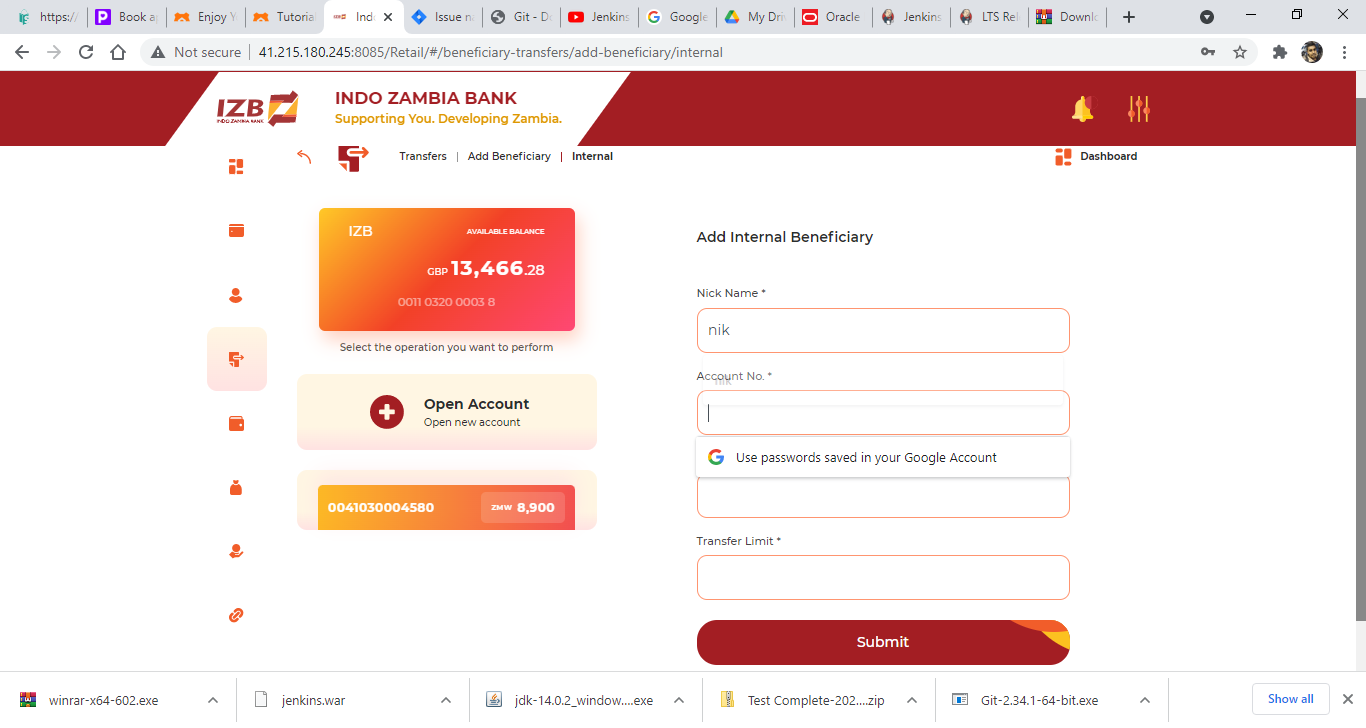 https:/
Book a
Enjoy Y
Tutoria
Ind
Issue na
Git - D
Jenkins
Google
My Dri
Oracle
Jenkins
LTS Rel
Downlo
Not secure
41.215.180.245:8085/Retail/#/beneficiary-transfers/add-beneficiary/internal
IZB
INDO ZAMBIA BANK
INDO ZAMBIA BANK
Supporting You. Developing Zambia.
Transfers | Add Beneficiary | Internal
Dashboard
IZB
AVAILABLE BALANCE
GBP 13,466.28
0011 0320 0003 8
Select the operation you want to perform
Open Account
Open new account
0041030004580
ZMW 8,900
Add Internal Beneficiary
Nick Name *
nik
Account No. *
nik
Use passwords saved in your Google Account
Transfer Limit *
Submit
winrar-x64-602.exe
jenkins.war
jdk-14.0.2_window....exe
Test Complete-202....zip
Git-2.34.1-64-bit.exe
Show all